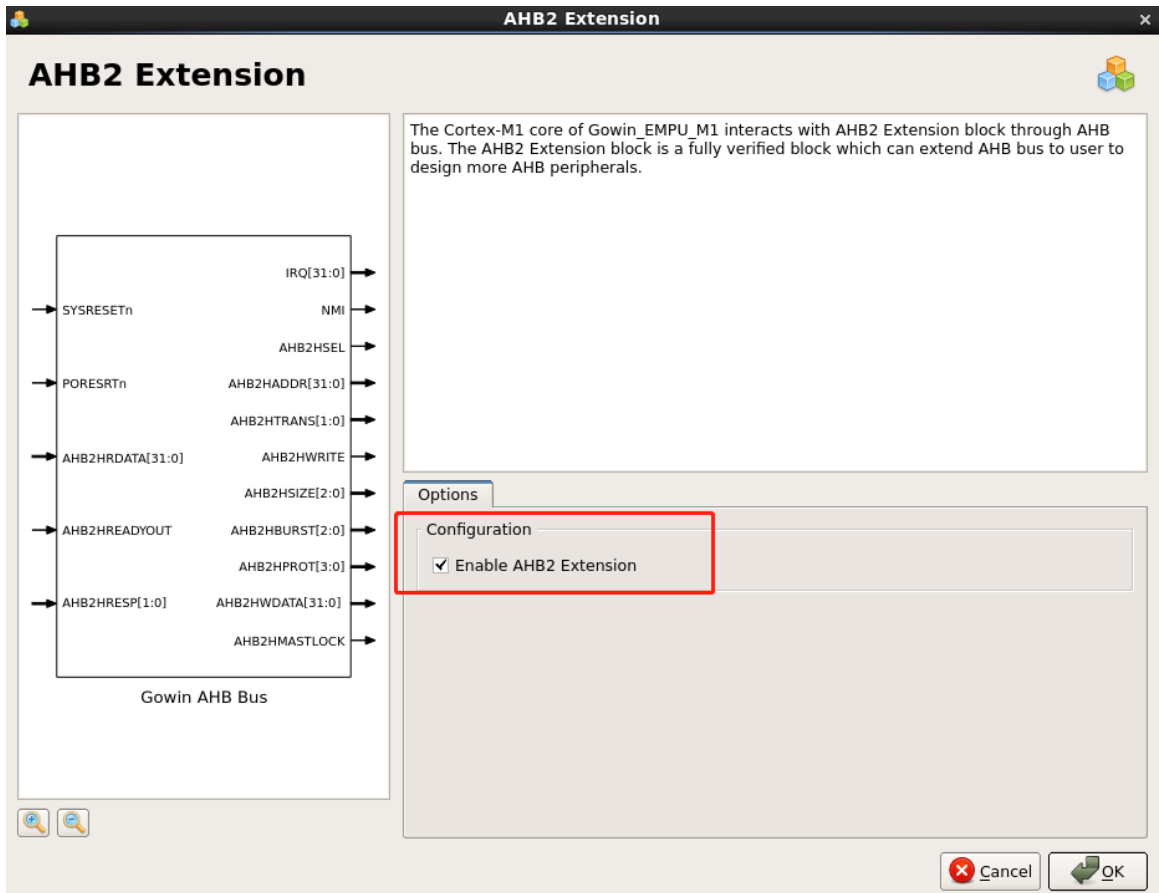 AHB2 Extension
AHB2 Extension
The Cortex-M1 core of Gowin_EMPU_M1 interacts with AHB2 Extension block through AHB
bus. The AHB2 Extension block is a fully verified block which can extend AHB bus to user to
design more AHB peripherals.
IRQ[31:0]
SYSRESETn
NMI
AHB2HSEL
PORESRTn
AHB2HADDR[31:0]
AHB2HTRANS[1:0]
AHB2HRDATA[31:0]
AHB2HWRITE
AHB2HSIZE[2:0]
AHB2HREADYOUT
AHB2HBURST[2:0]
AHB2HPROT[3:0]
AHB2HRESP[1:0]
AHB2HWDATA[31:0]
AHB2HMASTLOCK
Gowin AHB Bus
Options
Configuration
Enable AHB2 Extension
Cancel
OK